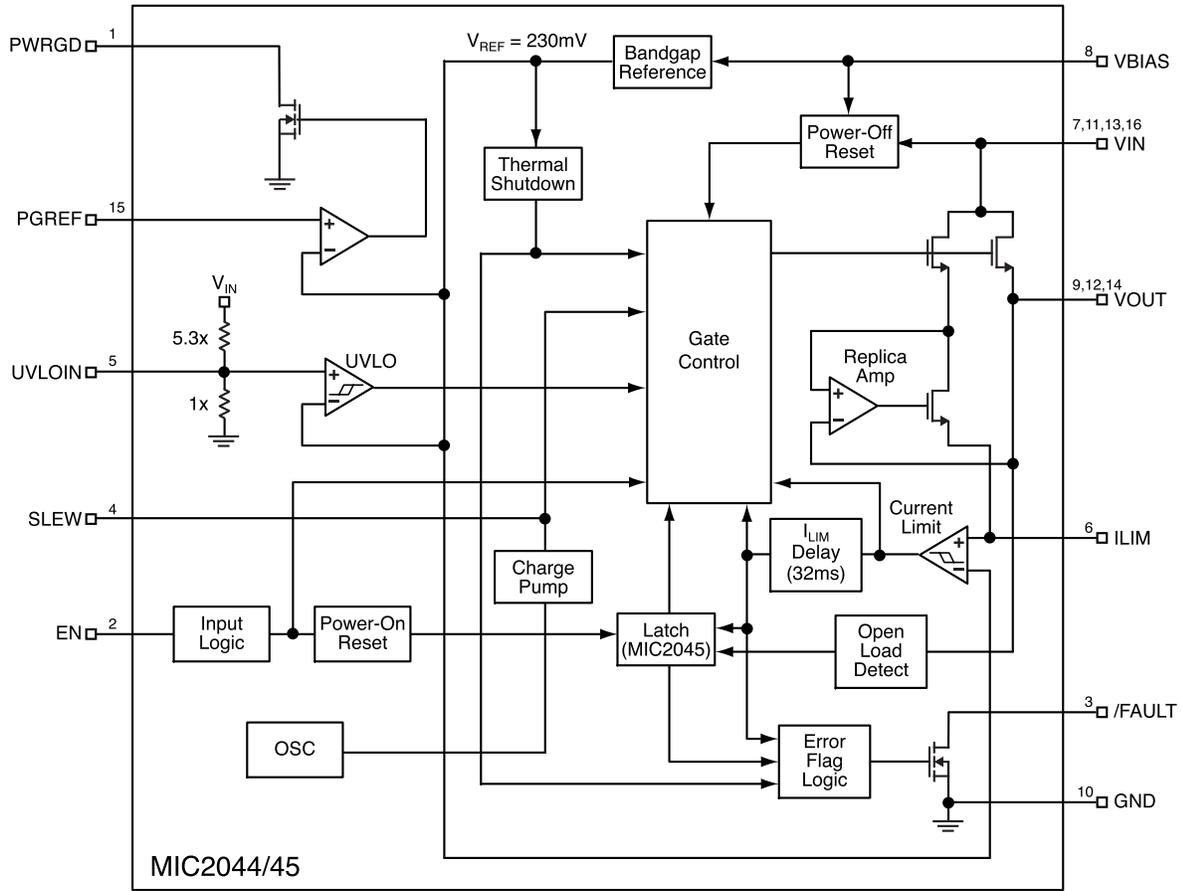 PWRGD
1
V_REF = 230mV
Bandgap
Reference
8
VBIAS
Power-Off
Reset
7,11,13,16
VIN
Thermal
Shutdown
PGREF
15
+
–
V_IN
5.3x
9,12,14
VOUT
Gate
Control
UVLOIN
5
UVLO
+
–
1x
Replica
Amp
+
–
SLEW
4
Current
Limit
+
–
6
ILIM
I_LIM
Delay
(32ms)
Charge
Pump
EN
2
Input
Logic
Power-On
Reset
Latch
(MIC2045)
Open
Load
Detect
3
/FAULT
OSC
Error
Flag
Logic
10
GND
MIC2044/45